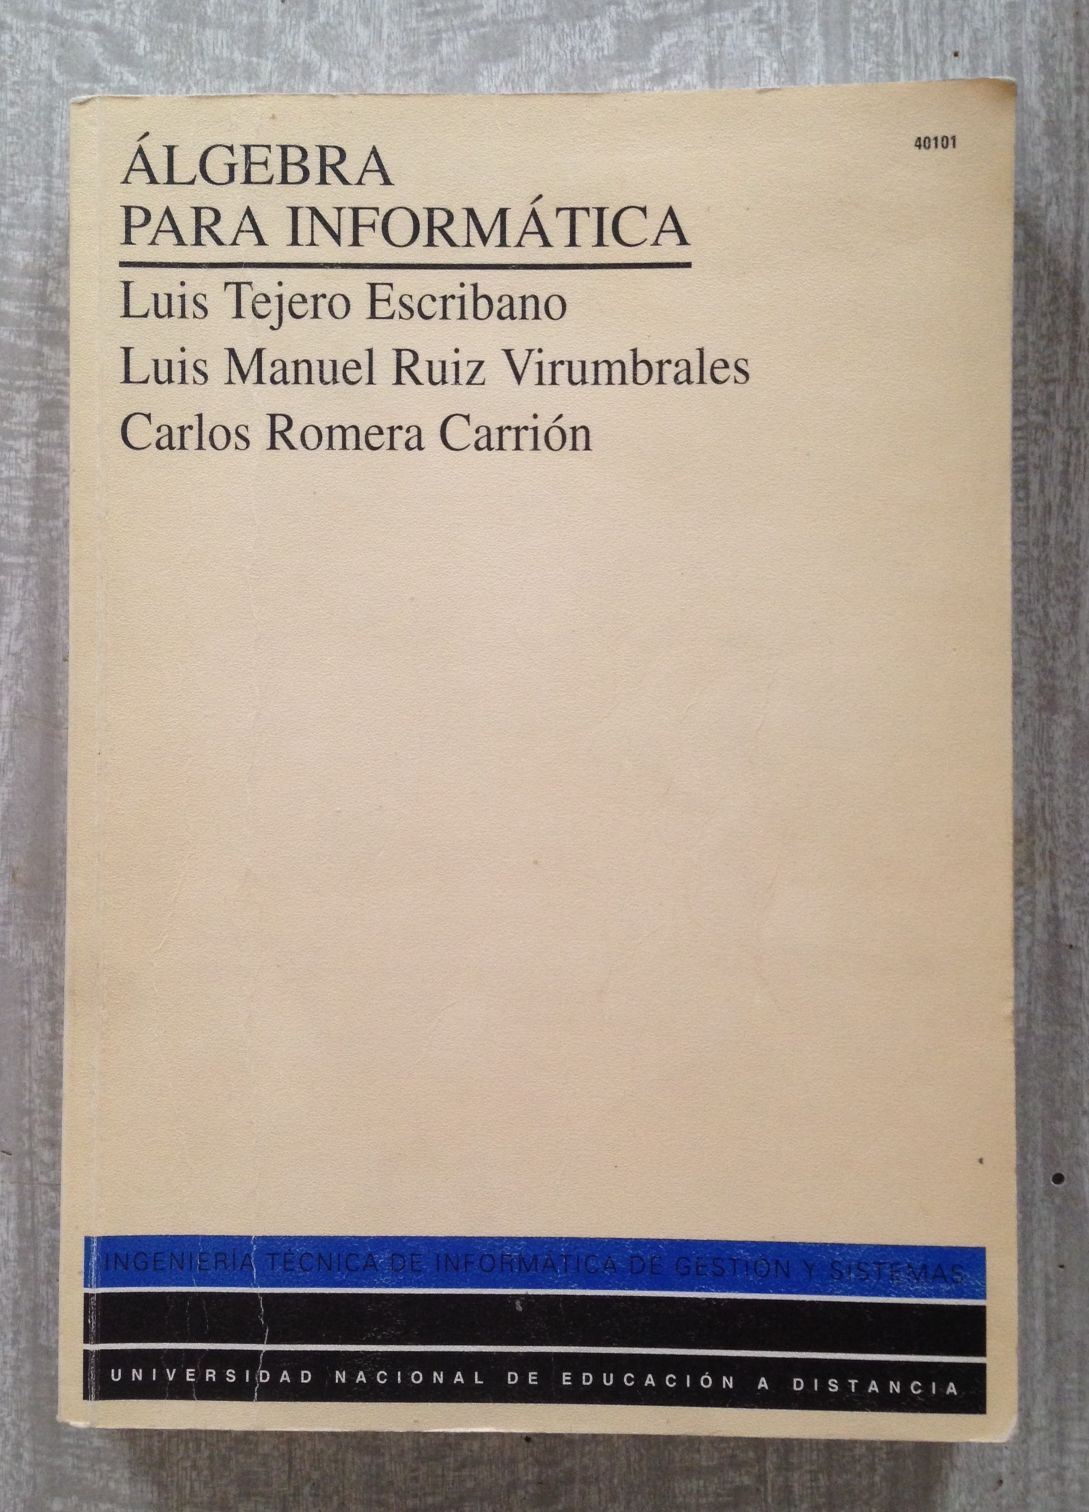 40101
ÁLGEBRA
PARA INFORMÁTICA
Luis Tejero Escribano
Luis Manuel Ruiz Virumbrales
Carlos Romera Carrión
INGENIERÍA TÉCNICA DE INFORMÁTICA DE GESTIÓN Y SISTEMAS
UNIVERSIDAD NACIONAL DE EDUCACIÓN A DISTANCIA